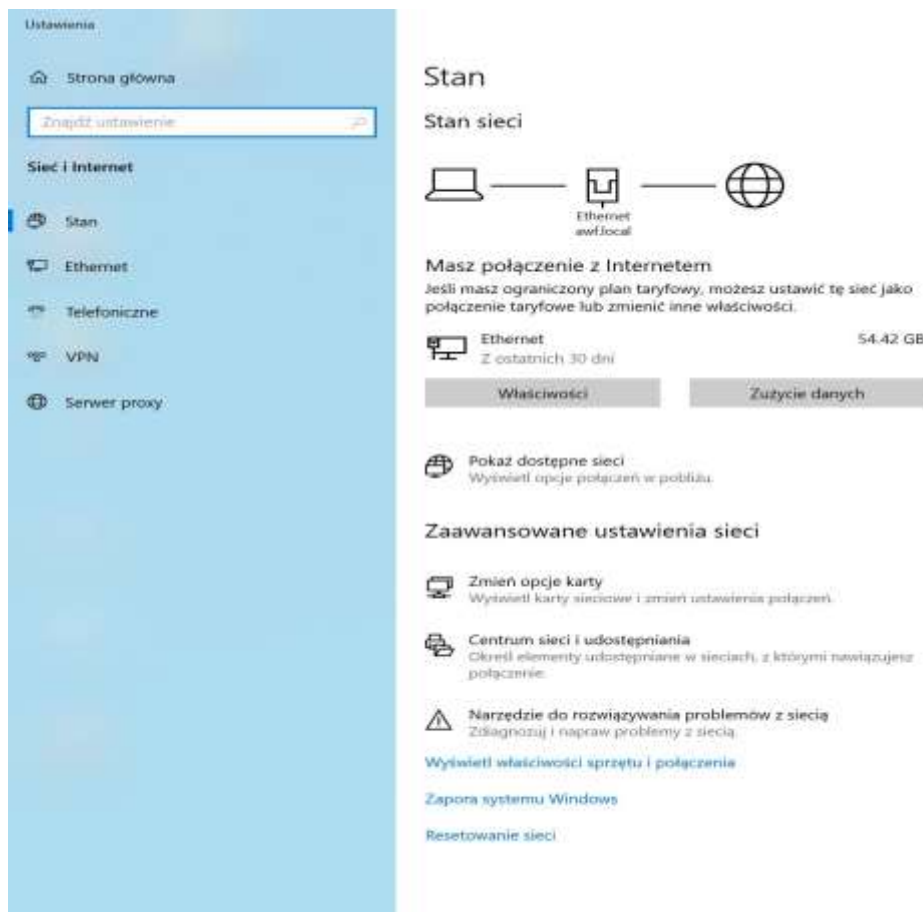 Ustawienia
Strona główna
Znajdź ustawienie
Sieć i Internet
Stan
Ethernet
Telefoniczne
VPN
Serwer proxy
Stan
Stan sieci
Ethernet
awf.local
Masz połączenie z Internetem
Jeśli masz ograniczony plan taryfowy, możesz ustawić tę sieć jako
połączenie taryfowe lub zmienić inne właściwości.
Ethernet
54.42 GB
Z ostatnich 30 dni
Właściwości
Zużycie danych
Pokaż dostępne sieci
Wyświetl opcje połączeń w pobliżu.
Zaawansowane ustawienia sieci
Zmień opcje karty
Wyświetl karty sieciowe i zmień ustawienia połączeń.
Centrum sieci i udostępniania
Określ elementy udostępniane w sieciach, z którymi nawiązujesz
połączenie.
Narzędzie do rozwiązywania problemów z siecią
Zdiagnozuj i napraw problemy z siecią.
Wyświetl właściwości sprzętu i połączenia
Zapora systemu Windows
Resetowanie sieci